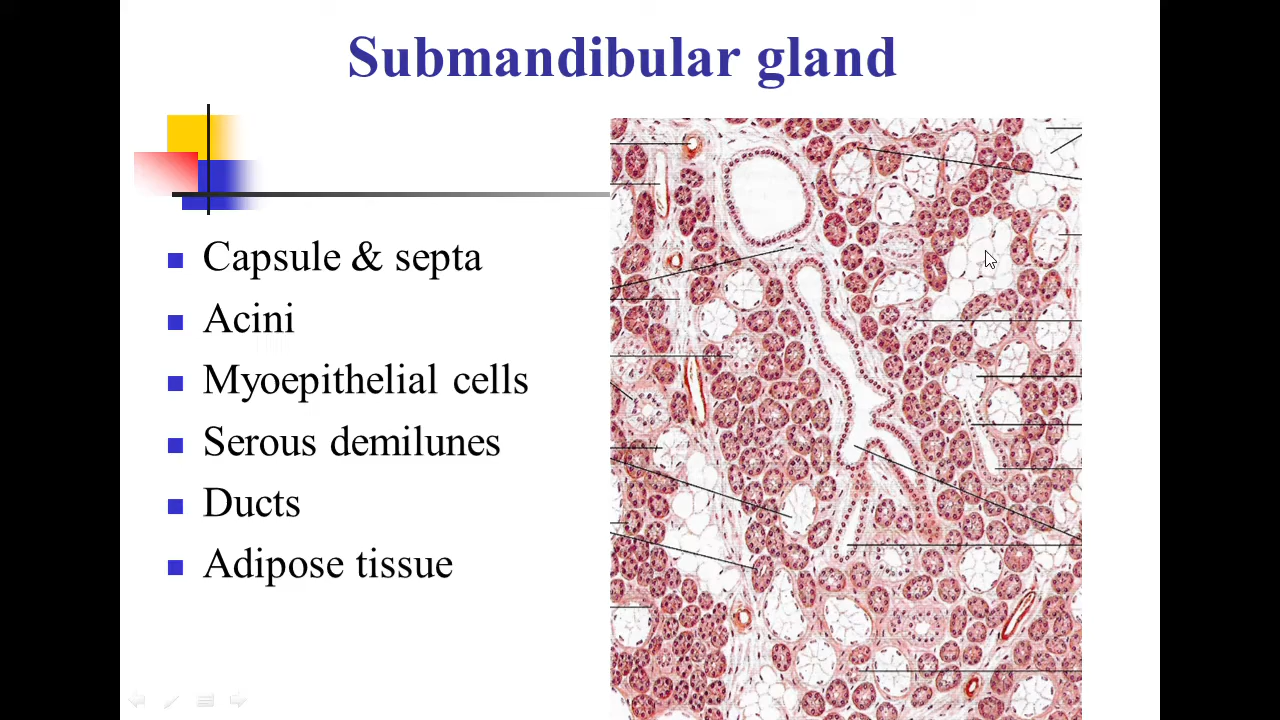 Submandibular gland
Capsule & septa
Acini
Myoepithelial cells
Serous demilunes
Ducts
Adipose tissue